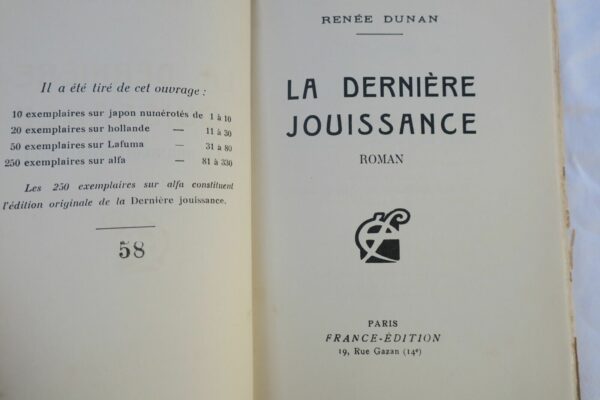 Il a été tiré de cet ouvrage :
10 exemplaires sur japon numérotés de 1 à 10
20 exemplaires sur hollande — 11 à 30
50 exemplaires sur Lafuma — 31 à 80
250 exemplaires sur alfa — 81 à 330
Les 250 exemplaires sur alfa constituent
l'édition originale de la Dernière jouissance.
58
RENÉE DUNAN
LA DERNIÈRE
JOUISSANCE
ROMAN
PARIS
FRANCE-ÉDITION
19, Rue Gazan (14e)